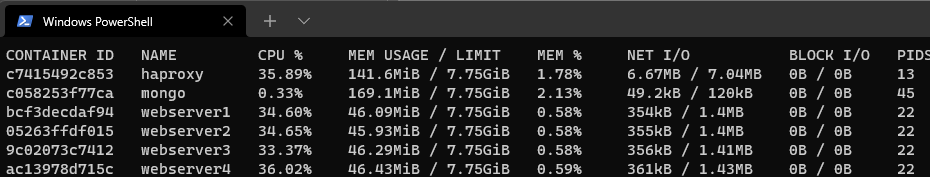 Windows PowerShell
CONTAINER ID NAME CPU % MEM USAGE / LIMIT MEM % NET I/O BLOCK I/O PIDS
c7415492c853 haproxy 35.89% 141.6MiB / 7.75GiB 1.78% 6.67MB / 7.04MB 0B / 0B 13
c058253f77ca mongo 0.33% 169.1MiB / 7.75GiB 2.13% 49.2kB / 120kB 0B / 0B 45
bcf3decdaf94 webserver1 34.60% 46.09MiB / 7.75GiB 0.58% 354kB / 1.4MB 0B / 0B 22
05263ffdf015 webserver2 34.65% 45.93MiB / 7.75GiB 0.58% 355kB / 1.4MB 0B / 0B 22
9c02073c7412 webserver3 33.37% 46.29MiB / 7.75GiB 0.58% 356kB / 1.41MB 0B / 0B 22
ac13978d715c webserver4 36.02% 46.43MiB / 7.75GiB 0.59% 361kB / 1.43MB 0B / 0B 22